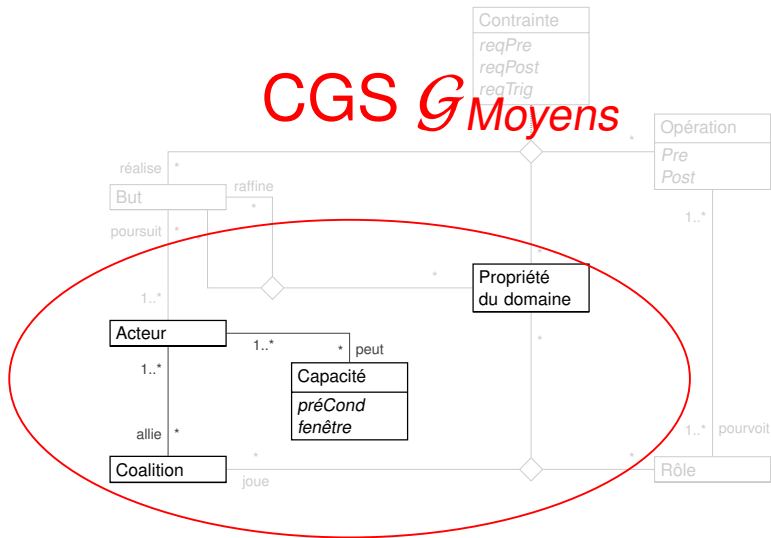 Contrainte
reqPre
reqPost
reqTrig
CGS 𝒢 Moyens
Opération
Pre
Post
*
*
réalise *
raffine
But
*
poursuit * *
1..*
*
*
*
Propriété
du domaine
1..*
Acteur
1..*
* peut
*
1..*
Capacité
préCond
fenêtre
allie *
1..* pourvoit
Coalition
*
joue
*
Rôle